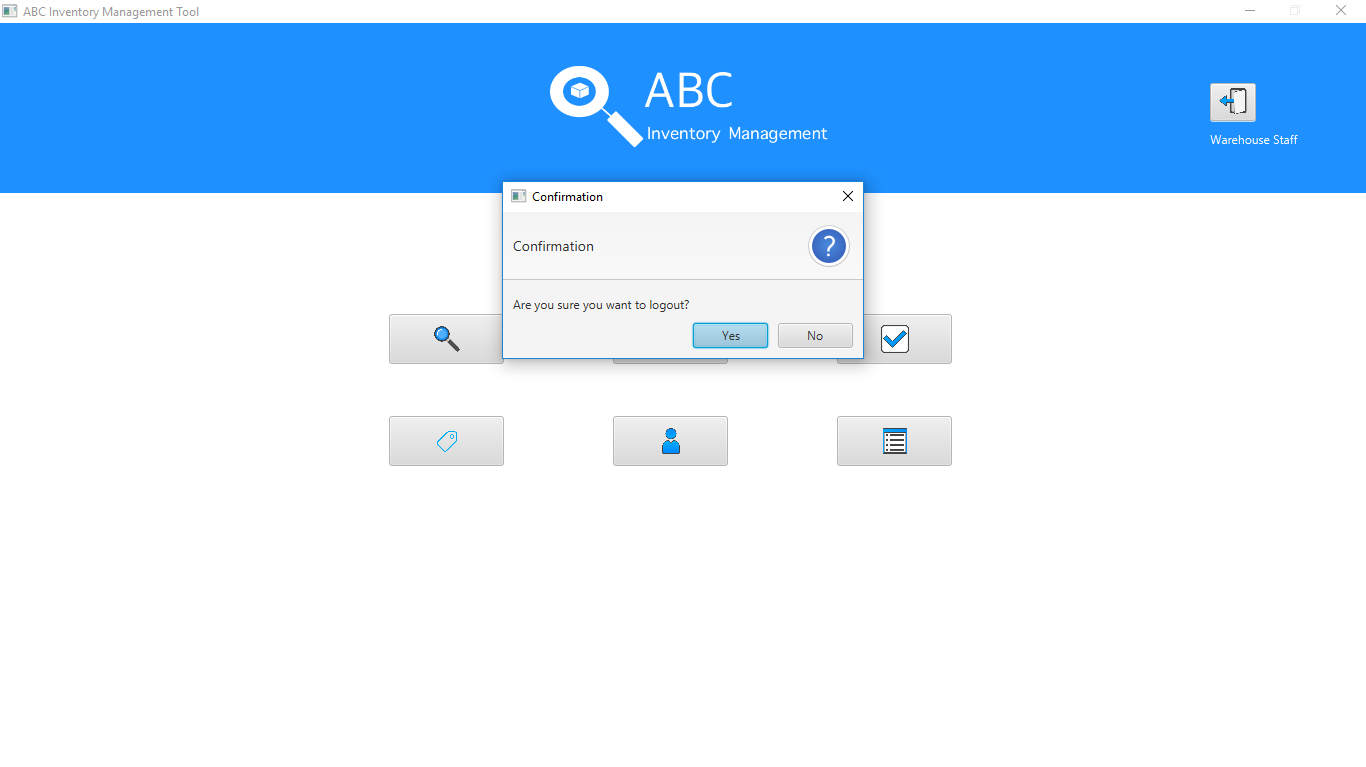 ABC Inventory Management Tool
ABC
Inventory Management
Warehouse Staff
Confirmation
Confirmation
?
Are you sure you want to logout?
Yes
No